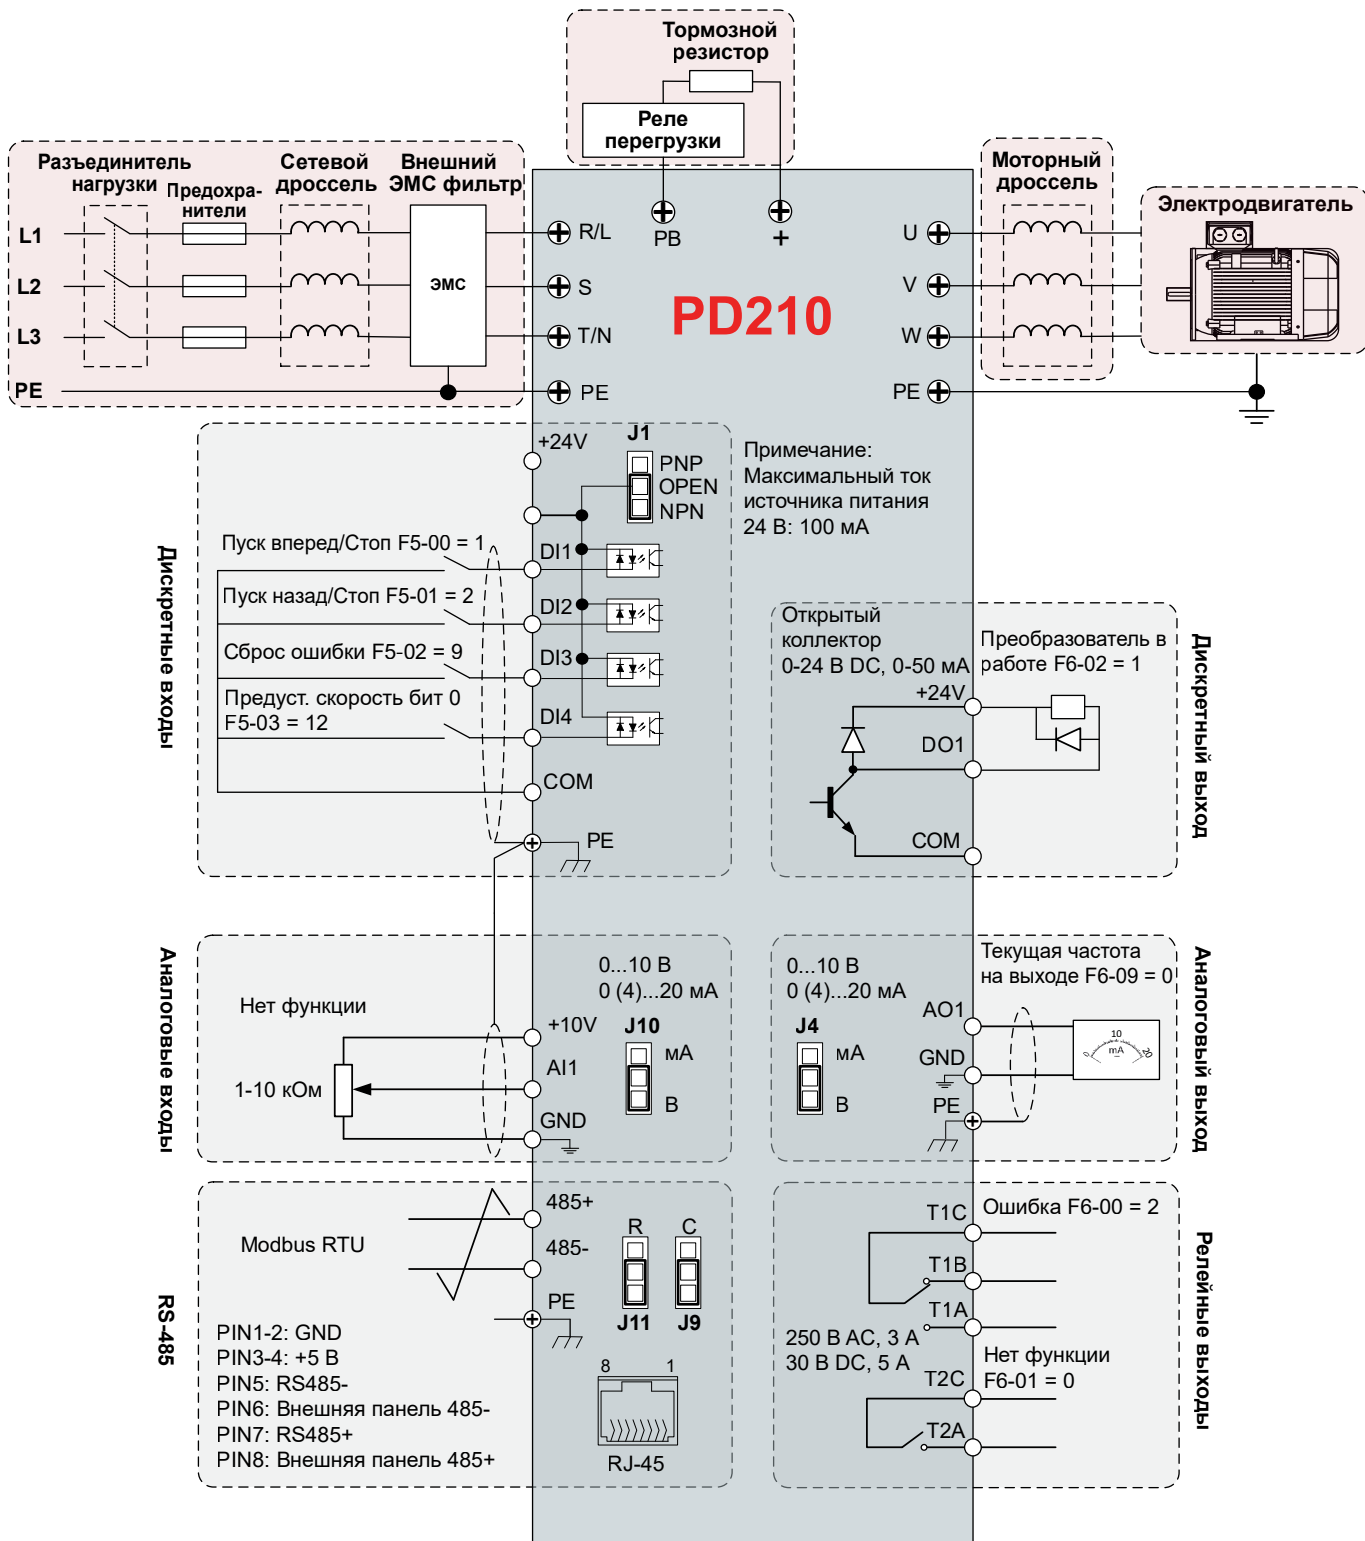 Тормозной
резистор
Реле
перегрузки
PB
+
Разъединитель
нагрузки
Предохра-
нители
Сетевой
дроссель
Внешний
ЭМС фильтр
L1
L2
L3
PE
ЭМС
R/L
S
T/N
PE
PD210
U
V
W
PE
Моторный
дроссель
Электродвигатель
Дискретные входы
+24V
J1
PNP
OPEN
NPN
Примечание:
Максимальный ток
источника питания
24 В: 100 мА
Пуск вперед/Стоп F5-00 = 1
DI1
Пуск назад/Стоп F5-01 = 2
DI2
Сброс ошибки F5-02 = 9
DI3
Предуст. скорость бит 0
F5-03 = 12
DI4
COM
PE
Дискретный выход
Открытый
коллектор
0-24 В DC, 0-50 мА
Преобразователь в
работе F6-02 = 1
+24V
DO1
COM
Аналоговые входы
Нет функции
1-10 кОм
+10V
AI1
GND
0...10 В
0 (4)...20 мА
J10
мА
В
Аналоговый выход
0...10 В
0 (4)...20 мА
J4
мА
В
Текущая частота
на выходе F6-09 = 0
AO1
GND
PE
0
10
20
mA
RS-485
Modbus RTU
485+
485-
PE
R
J11
C
J9
PIN1-2: GND
PIN3-4: +5 В
PIN5: RS485-
PIN6: Внешняя панель 485-
PIN7: RS485+
PIN8: Внешняя панель 485+
8
1
RJ-45
Релейные выходы
T1C
Ошибка F6-00 = 2
T1B
T1A
250 В AC, 3 А
30 В DC, 5 А
Нет функции
F6-01 = 0
T2C
T2A